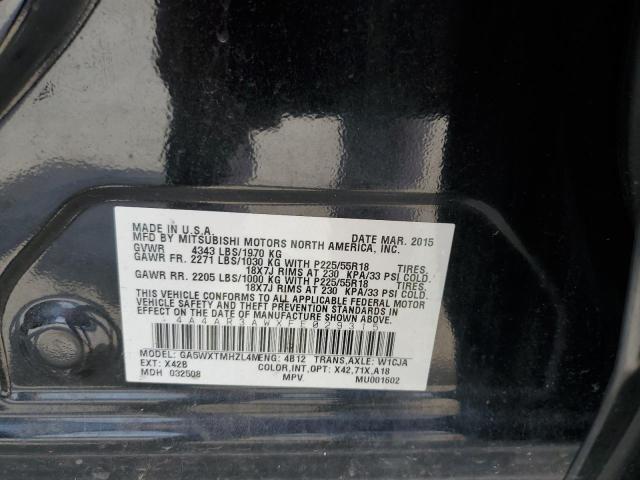 MADE IN U.S.A. DATE MAR. 2015
MFD BY MITSUBISHI MOTORS NORTH AMERICA, INC.
GVWR 4343 LBS/1970 KG
GAWR FR. 2271 LBS/1030 KG WITH P225/55R18 TIRES,
18X7J RIMS AT 230 KPA/33 PSI COLD.
GAWR RR. 2205 LBS/1000 KG WITH P225/55R18 TIRES,
18X7J RIMS AT 230 KPA/33 PSI COLD.
THIS VEHICLE CONFORMS TO ALL APPLICABLE FEDERAL MOTOR
VEHICLE SAFETY AND THEFT PREVENTION STANDARDS IN
EFFECT ON THE DATE OF MANUFACTURE SHOWN ABOVE.
4A4AR3AWXFE029315
MODEL: GA5WXTMHZL4M ENG: 4B12 TRANS,AXLE: W1CJA
EXT: X42B COLOR,INT,OPT: X42,71X,A18
MDH 032508 MPV MU001602